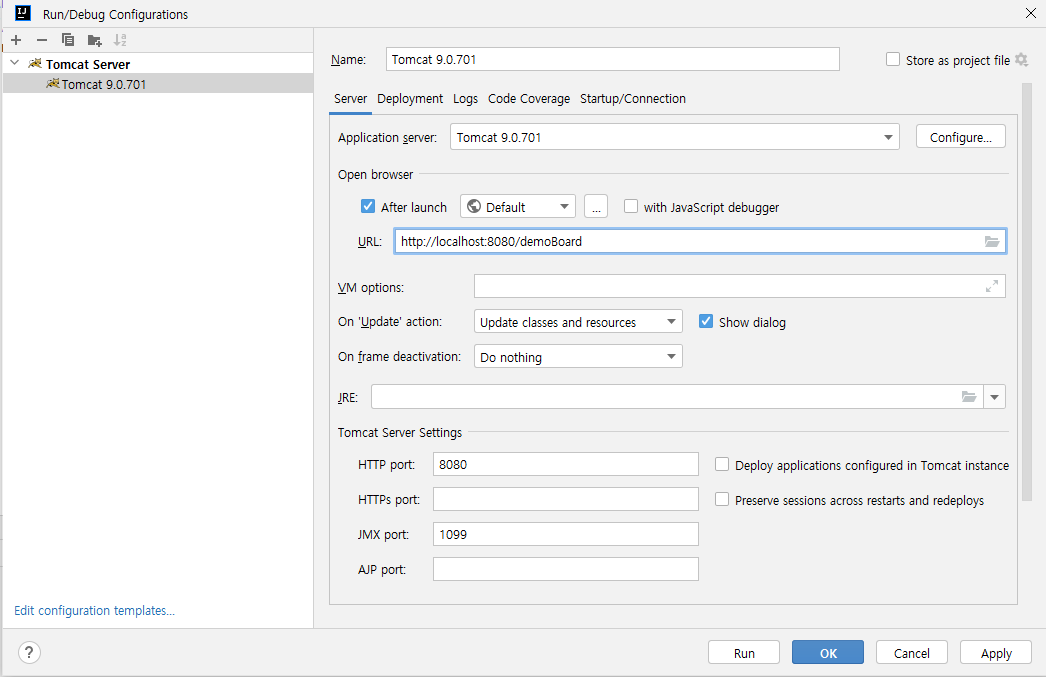 Run/Debug Configurations
Tomcat Server
Tomcat 9.0.701
Name: Tomcat 9.0.701 Store as project file
Server Deployment Logs Code Coverage Startup/Connection
Application server: Tomcat 9.0.701 Configure...
Open browser
After launch Default ... with JavaScript debugger
URL: http://localhost:8080/demoBoard
VM options:
On 'Update' action: Update classes and resources Show dialog
On frame deactivation: Do nothing
JRE:
Tomcat Server Settings
HTTP port: 8080 Deploy applications configured in Tomcat instance
HTTPs port: Preserve sessions across restarts and redeploys
JMX port: 1099
AJP port:
Edit configuration templates...
? Run OK Cancel Apply